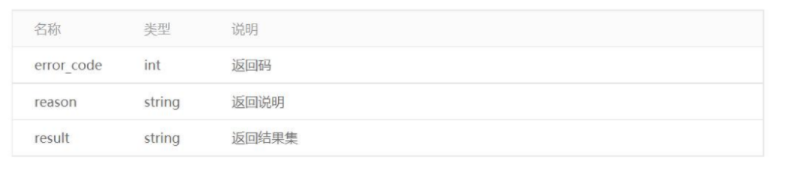 名称 类型 说明
error_code int 返回码
reason string 返回说明
result string 返回结果集